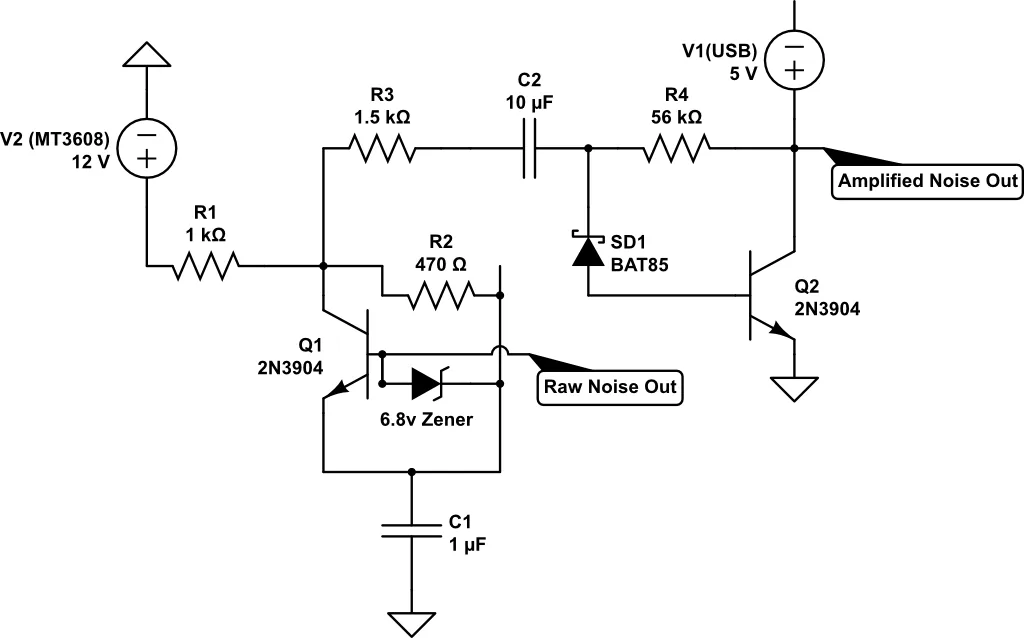 V1(USB)
5 V
C2
10 µF
R3
1.5 kΩ
R4
56 kΩ
V2 (MT3608)
12 V
Amplified Noise Out
R1
1 kΩ
R2
470 Ω
SD1
BAT85
Q2
2N3904
Q1
2N3904
Raw Noise Out
6.8v Zener
C1
1 µF